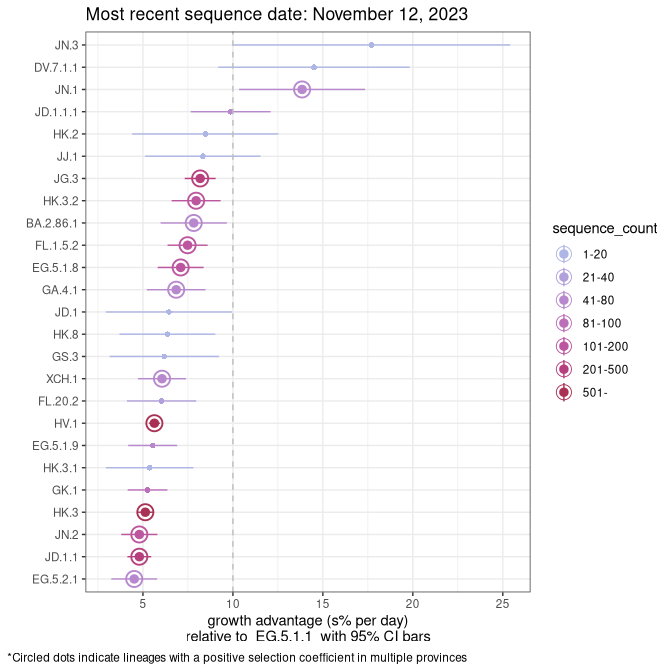 Most recent sequence date: November 12, 2023
JN.3
DV.7.1.1
JN.1
JD.1.1.1
HK.2
JJ.1
JG.3
HK.3.2
BA.2.86.1
FL.1.5.2
EG.5.1.8
GA.4.1
JD.1
HK.8
GS.3
XCH.1
FL.20.2
HV.1
EG.5.1.9
HK.3.1
GK.1
HK.3
JN.2
JD.1.1
EG.5.2.1
5 10 15 20 25
growth advantage (s% per day)
relative to EG.5.1.1 with 95% CI bars
sequence_count
1-20
21-40
41-80
81-100
101-200
201-500
501-
*Circled dots indicate lineages with a positive selection coefficient in multiple provinces